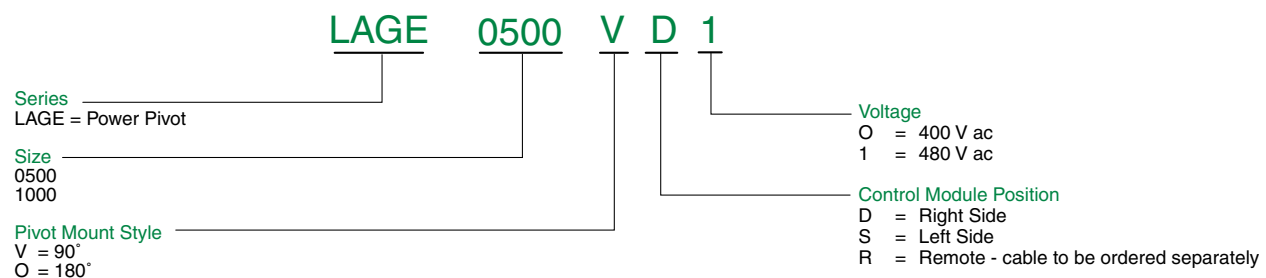 LAGE 0500 V D 1
Series
LAGE = Power Pivot
Size
0500
1000
Pivot Mount Style
V = 90˚
O = 180˚
Voltage
O = 400 V ac
1 = 480 V ac
Control Module Position
D = Right Side
S = Left Side
R = Remote - cable to be ordered separately